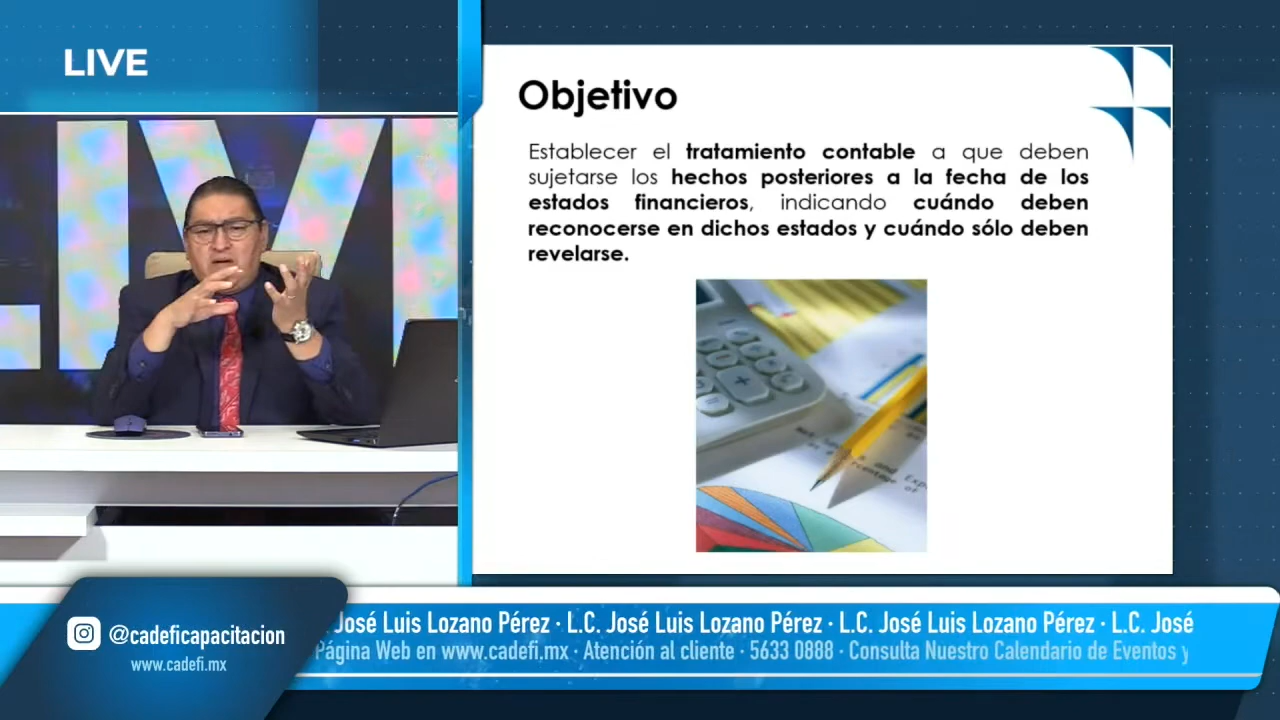 LIVE
Objetivo
Establecer el tratamiento contable a que deben
sujetarse los hechos posteriores a la fecha de los
estados financieros, indicando cuándo deben
reconocerse en dichos estados y cuándo sólo deben
revelarse.
@cadeficapacitacion
www.cadefi.mx
José Luis Lozano Pérez · L.C. José Luis Lozano Pérez · L.C. José Luis Lozano Pérez · L.C. José
Página Web en www.cadefi.mx · Atención al cliente · 5633 0888 · Consulta Nuestro Calendario de Eventos y